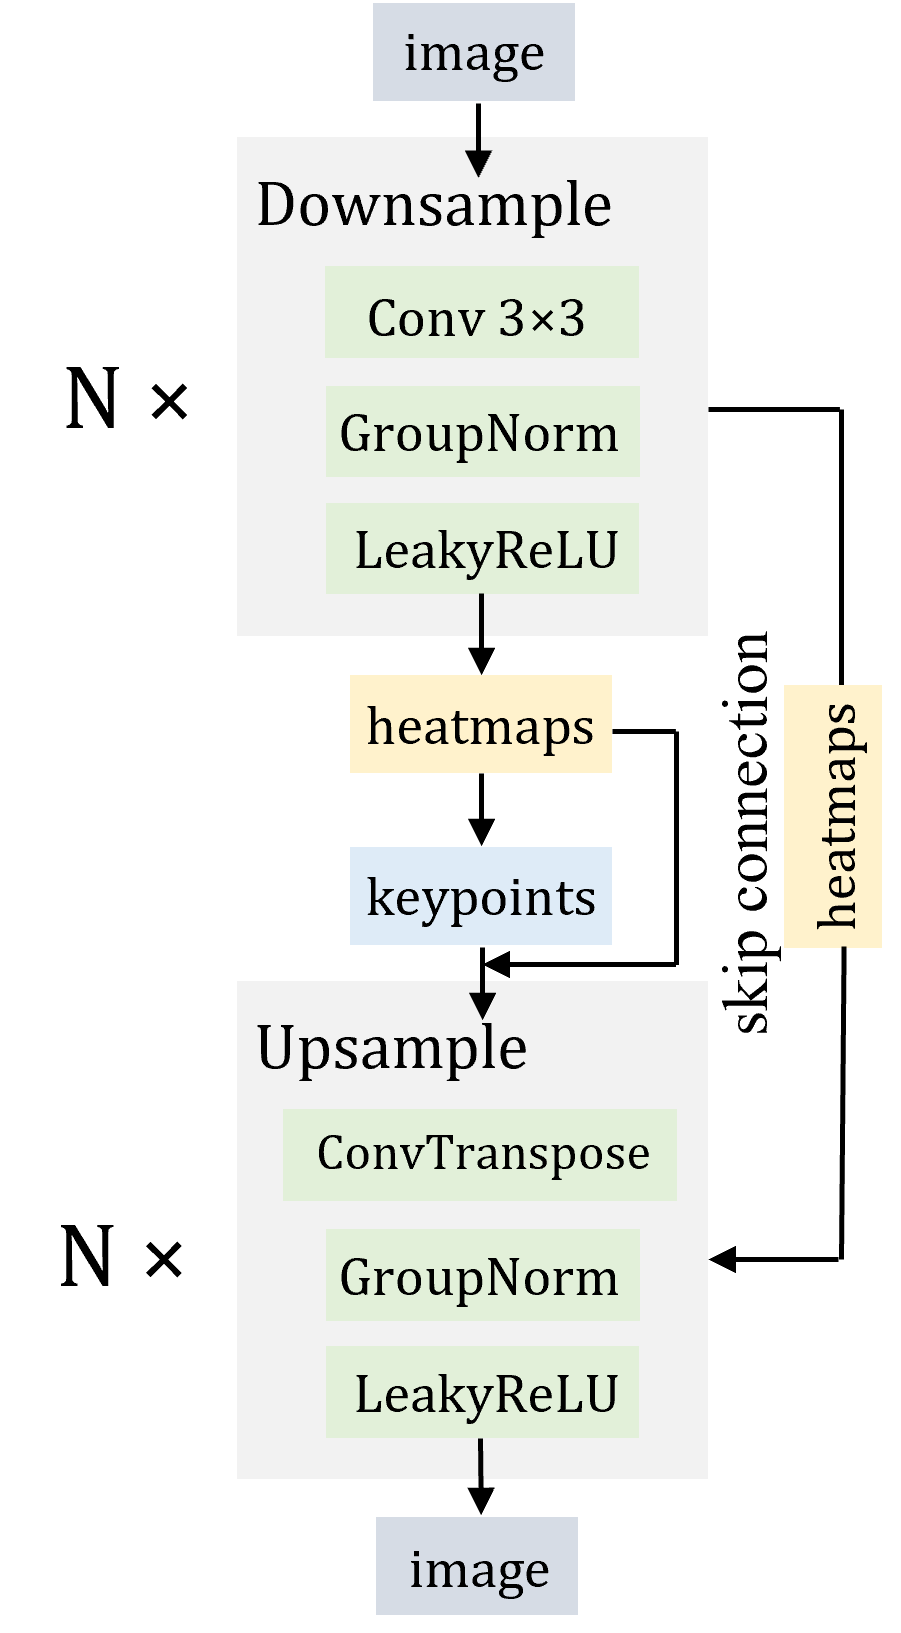 image
Downsample
Conv 3×3
N ×
GroupNorm
LeakyReLU
heatmaps
skip connection
heatmaps
keypoints
Upsample
ConvTranspose
N ×
GroupNorm
LeakyReLU
image